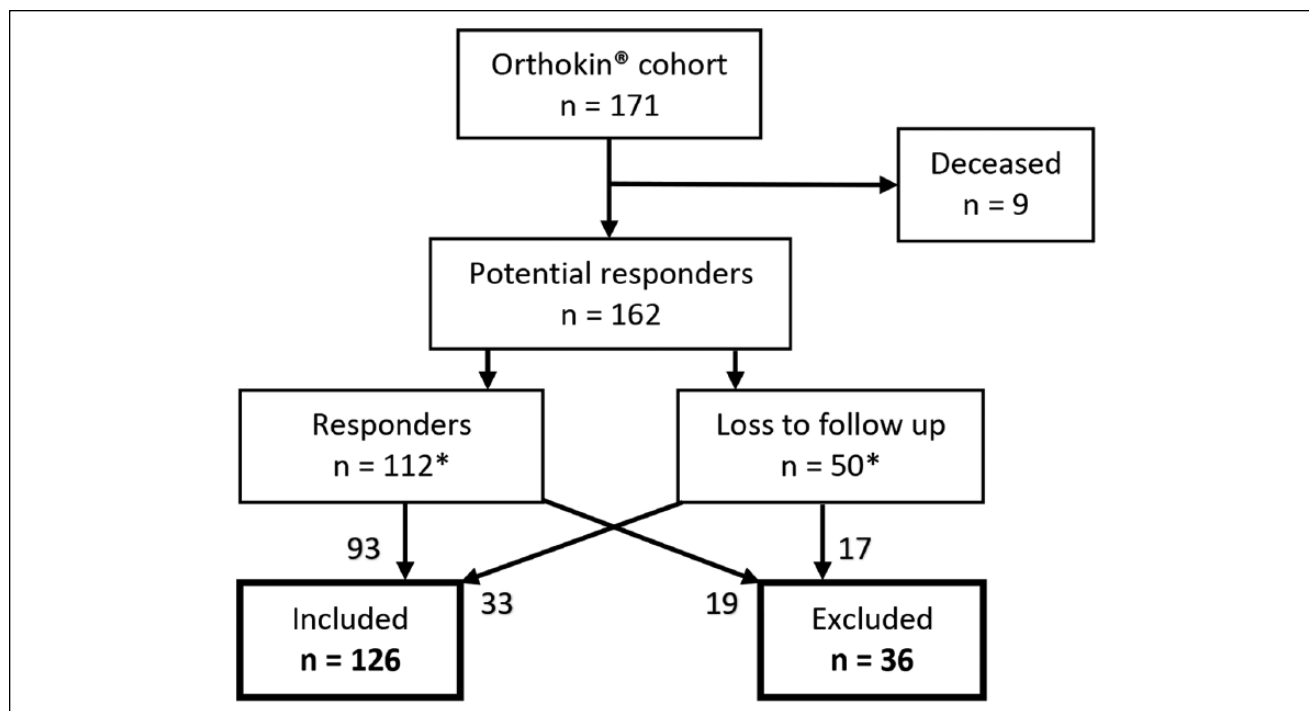 Orthokin® cohort
n = 171
Deceased
n = 9
Potential responders
n = 162
Responders
n = 112*
Loss to follow up
n = 50*
93
17
33
19
Included
n = 126
Excluded
n = 36